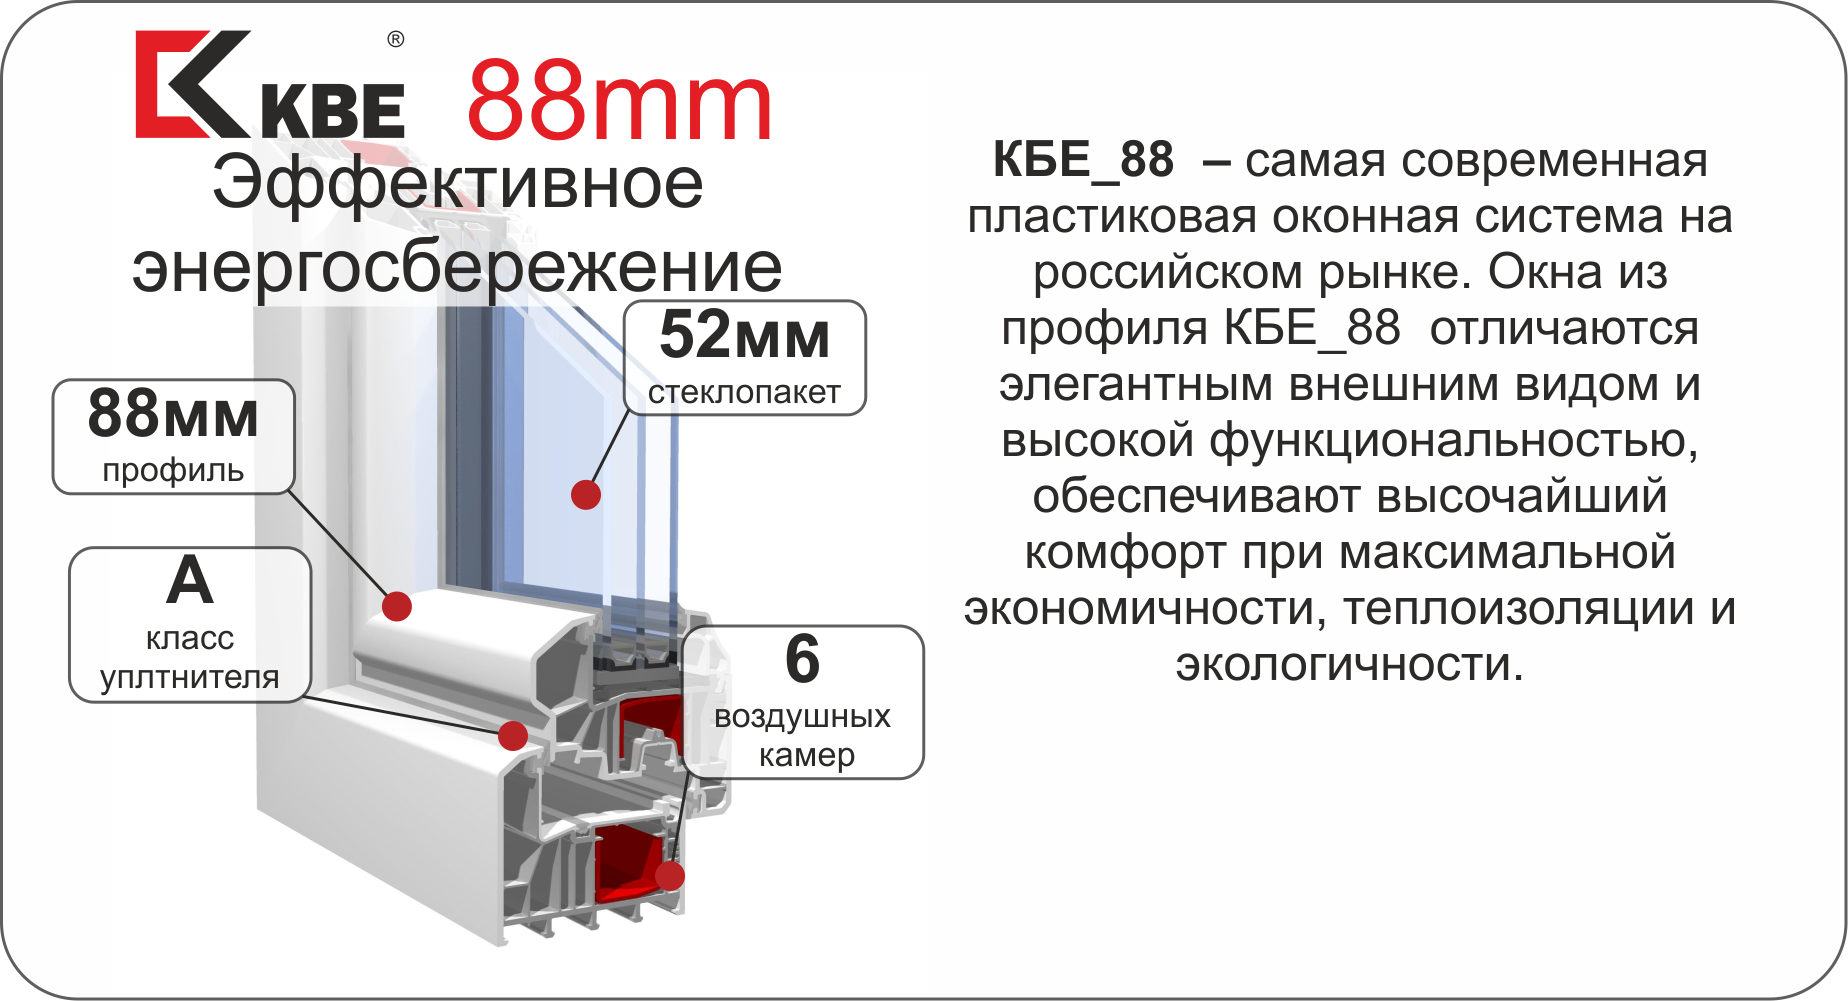 KBE ® 88mm
Эффективное
энергосбережение
52мм
стеклопакет
88мм
профиль
А
класс
уплтнителя
6
воздушных
камер
КБЕ_88 – самая современная
пластиковая оконная система на
российском рынке. Окна из
профиля КБЕ_88 отличаются
элегантным внешним видом и
высокой функциональностью,
обеспечивают высочайший
комфорт при максимальной
экономичности, теплоизоляции и
экологичности.